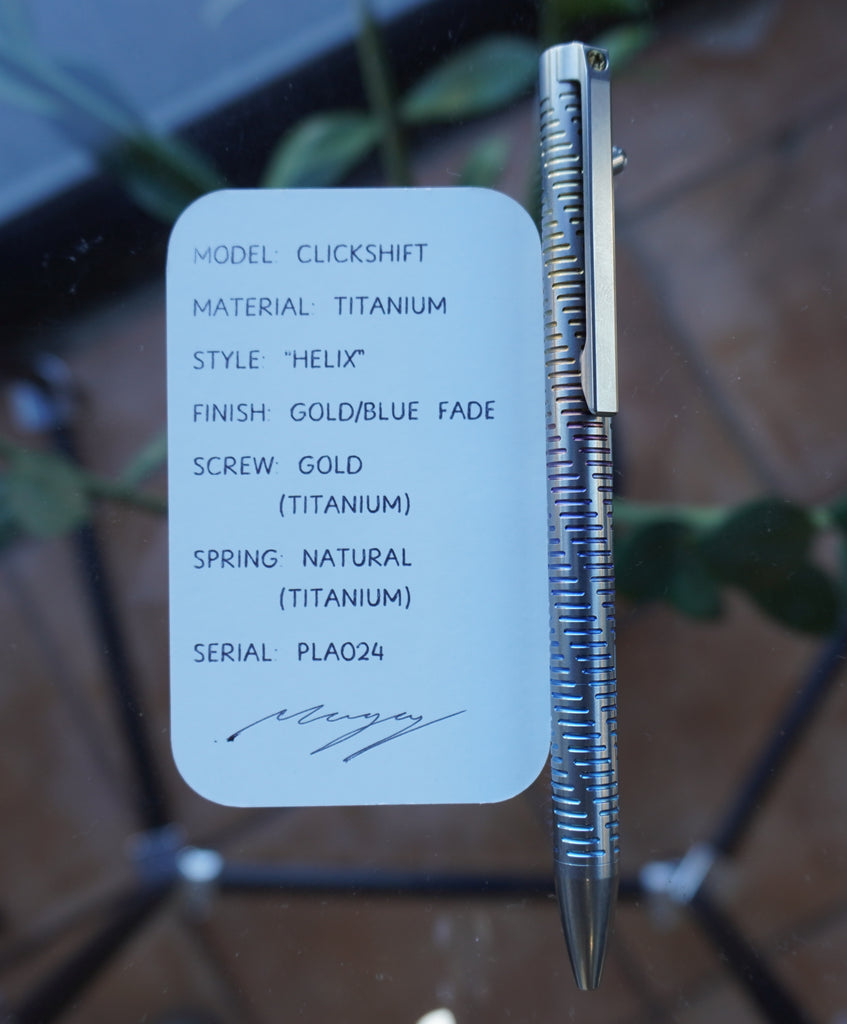 MODEL: CLICKSHIFT
MATERIAL: TITANIUM
STYLE: "HELIX"
FINISH: GOLD/BLUE FADE
SCREW: GOLD
(TITANIUM)
SPRING: NATURAL
(TITANIUM)
SERIAL: PLA024